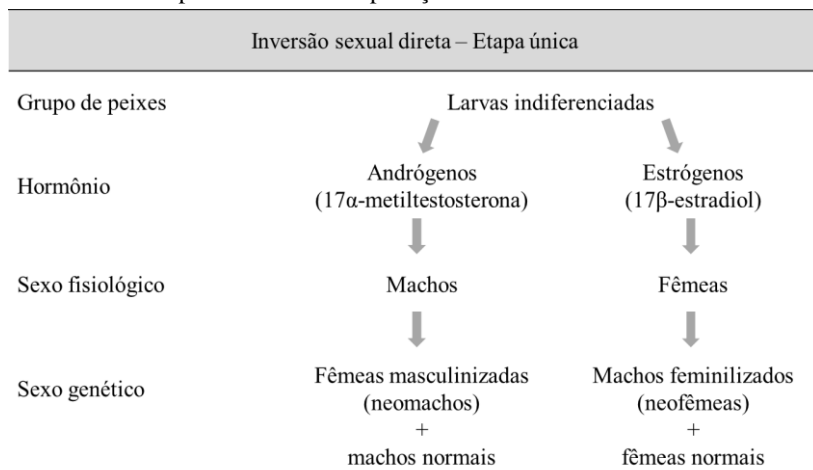 Inversão sexual direta – Etapa única
Grupo de peixes
Larvas indiferenciadas
Hormônio
Andrógenos
(17α-metiltestosterona)
Estrógenos
(17β-estradiol)
Sexo fisiológico
Machos
Fêmeas
Sexo genético
Fêmeas masculinizadas
(neomachos)
+
machos normais
Machos feminilizados
(neofêmeas)
+
fêmeas normais